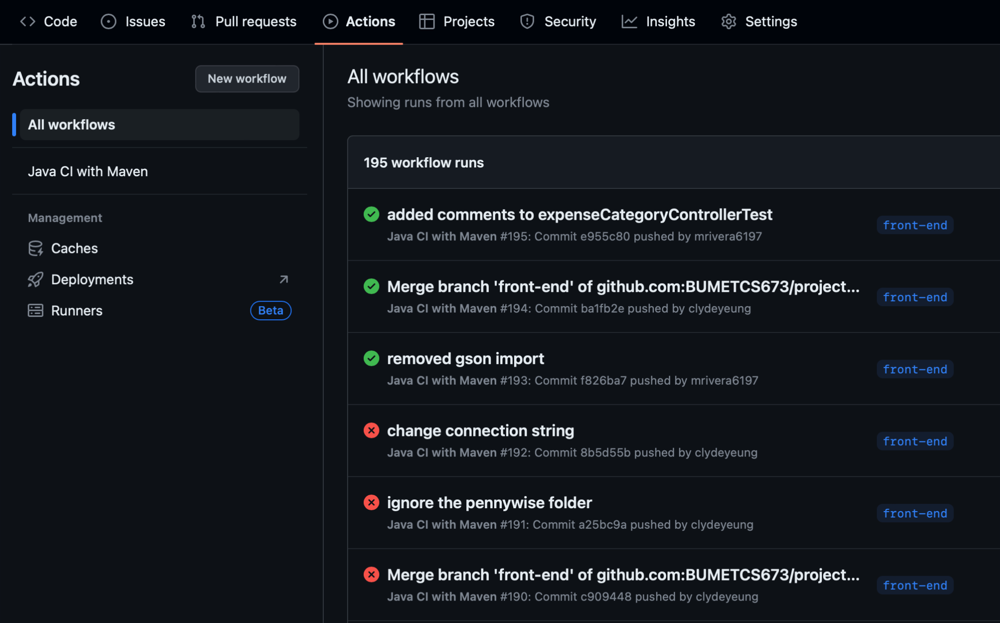 Code Issues Pull requests Actions Projects Security Insights Settings
Actions
New workflow
All workflows
Java CI with Maven
Management
Caches
Deployments
Runners Beta
All workflows
Showing runs from all workflows
195 workflow runs
added comments to expenseCategoryControllerTest
Java CI with Maven #195: Commit e955c80 pushed by mrivera6197
front-end
Merge branch 'front-end' of github.com:BUMETCS673/project...
Java CI with Maven #194: Commit ba1fb2e pushed by clydeyeung
front-end
removed gson import
Java CI with Maven #193: Commit f826ba7 pushed by mrivera6197
front-end
change connection string
Java CI with Maven #192: Commit 8b5d55b pushed by clydeyeung
front-end
ignore the pennywise folder
Java CI with Maven #191: Commit a25bc9a pushed by clydeyeung
front-end
Merge branch 'front-end' of github.com:BUMETCS673/project...
Java CI with Maven #190: Commit c909448 pushed by clydeyeung
front-end